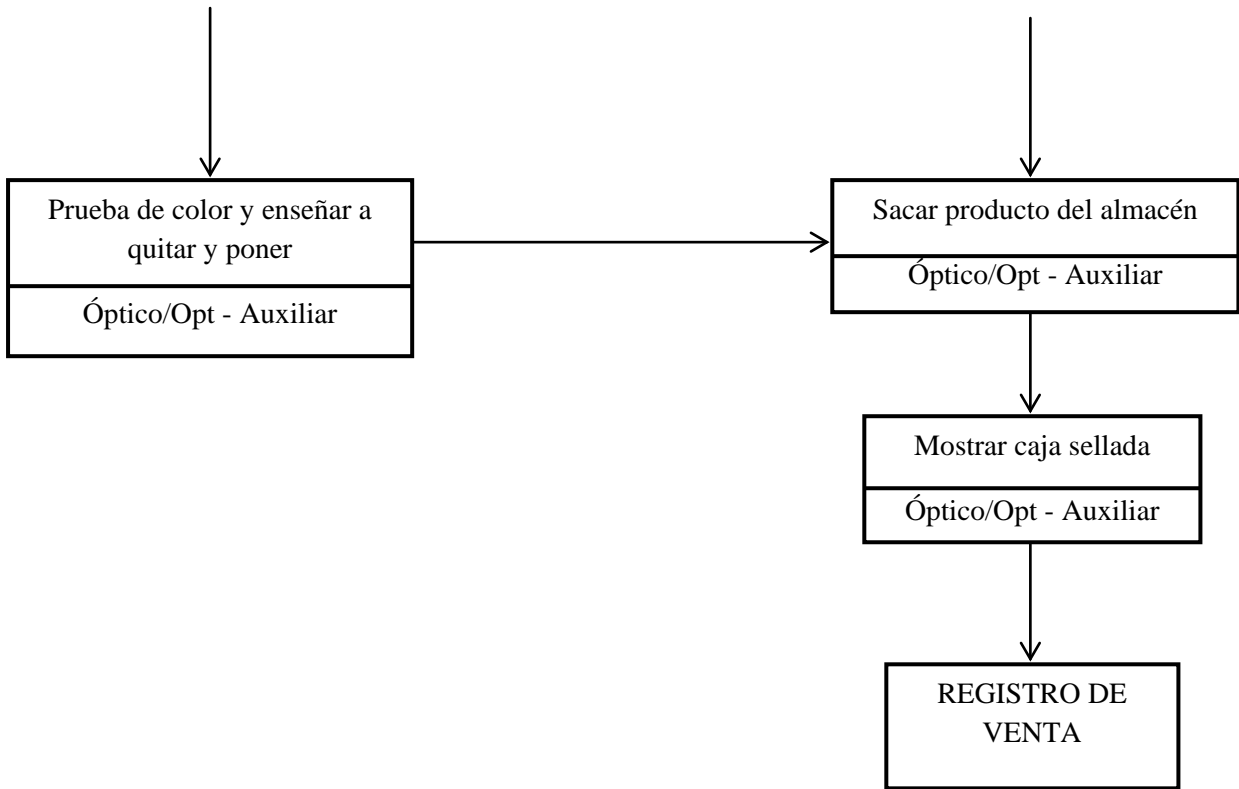 Prueba de color y enseñar a
quitar y poner
Óptico/Opt - Auxiliar
Sacar producto del almacén
Óptico/Opt - Auxiliar
Mostrar caja sellada
Óptico/Opt - Auxiliar
REGISTRO DE
VENTA